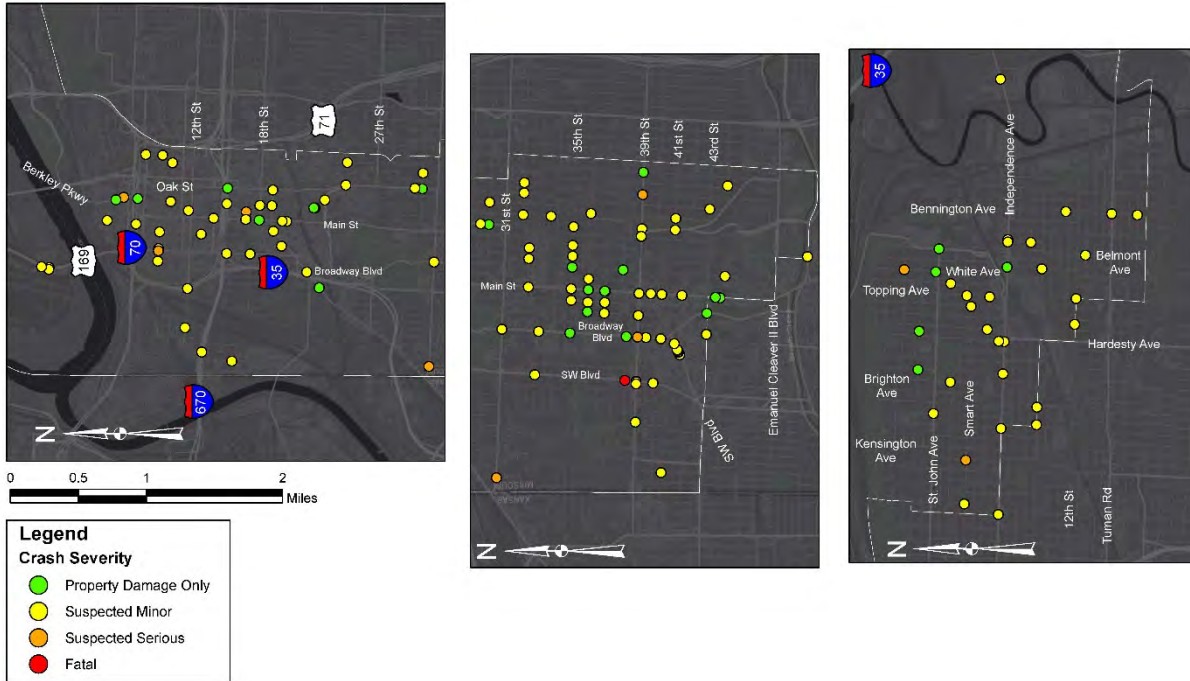 12th St
18th St
71
27th St
Berkley Pkwy
Oak St
Main St
70
169
35
Broadway Blvd
670
N
0
0.5
1
2
Miles
Legend
Crash Severity
Property Damage Only
Suspected Minor
Suspected Serious
Fatal
31st St
35th St
39th St
41st St
43rd St
Main St
Broadway
Blvd
SW Blvd
SW Blvd
Emanuel Cleaver II Blvd
MISSOURI
KANSAS
N
35
Independence Ave
Bennington Ave
Belmont
Ave
White Ave
Topping Ave
Hardesty Ave
Brighton
Ave
Smart Ave
Kensington
Ave
St. John Ave
12th St
Tuman Rd
N